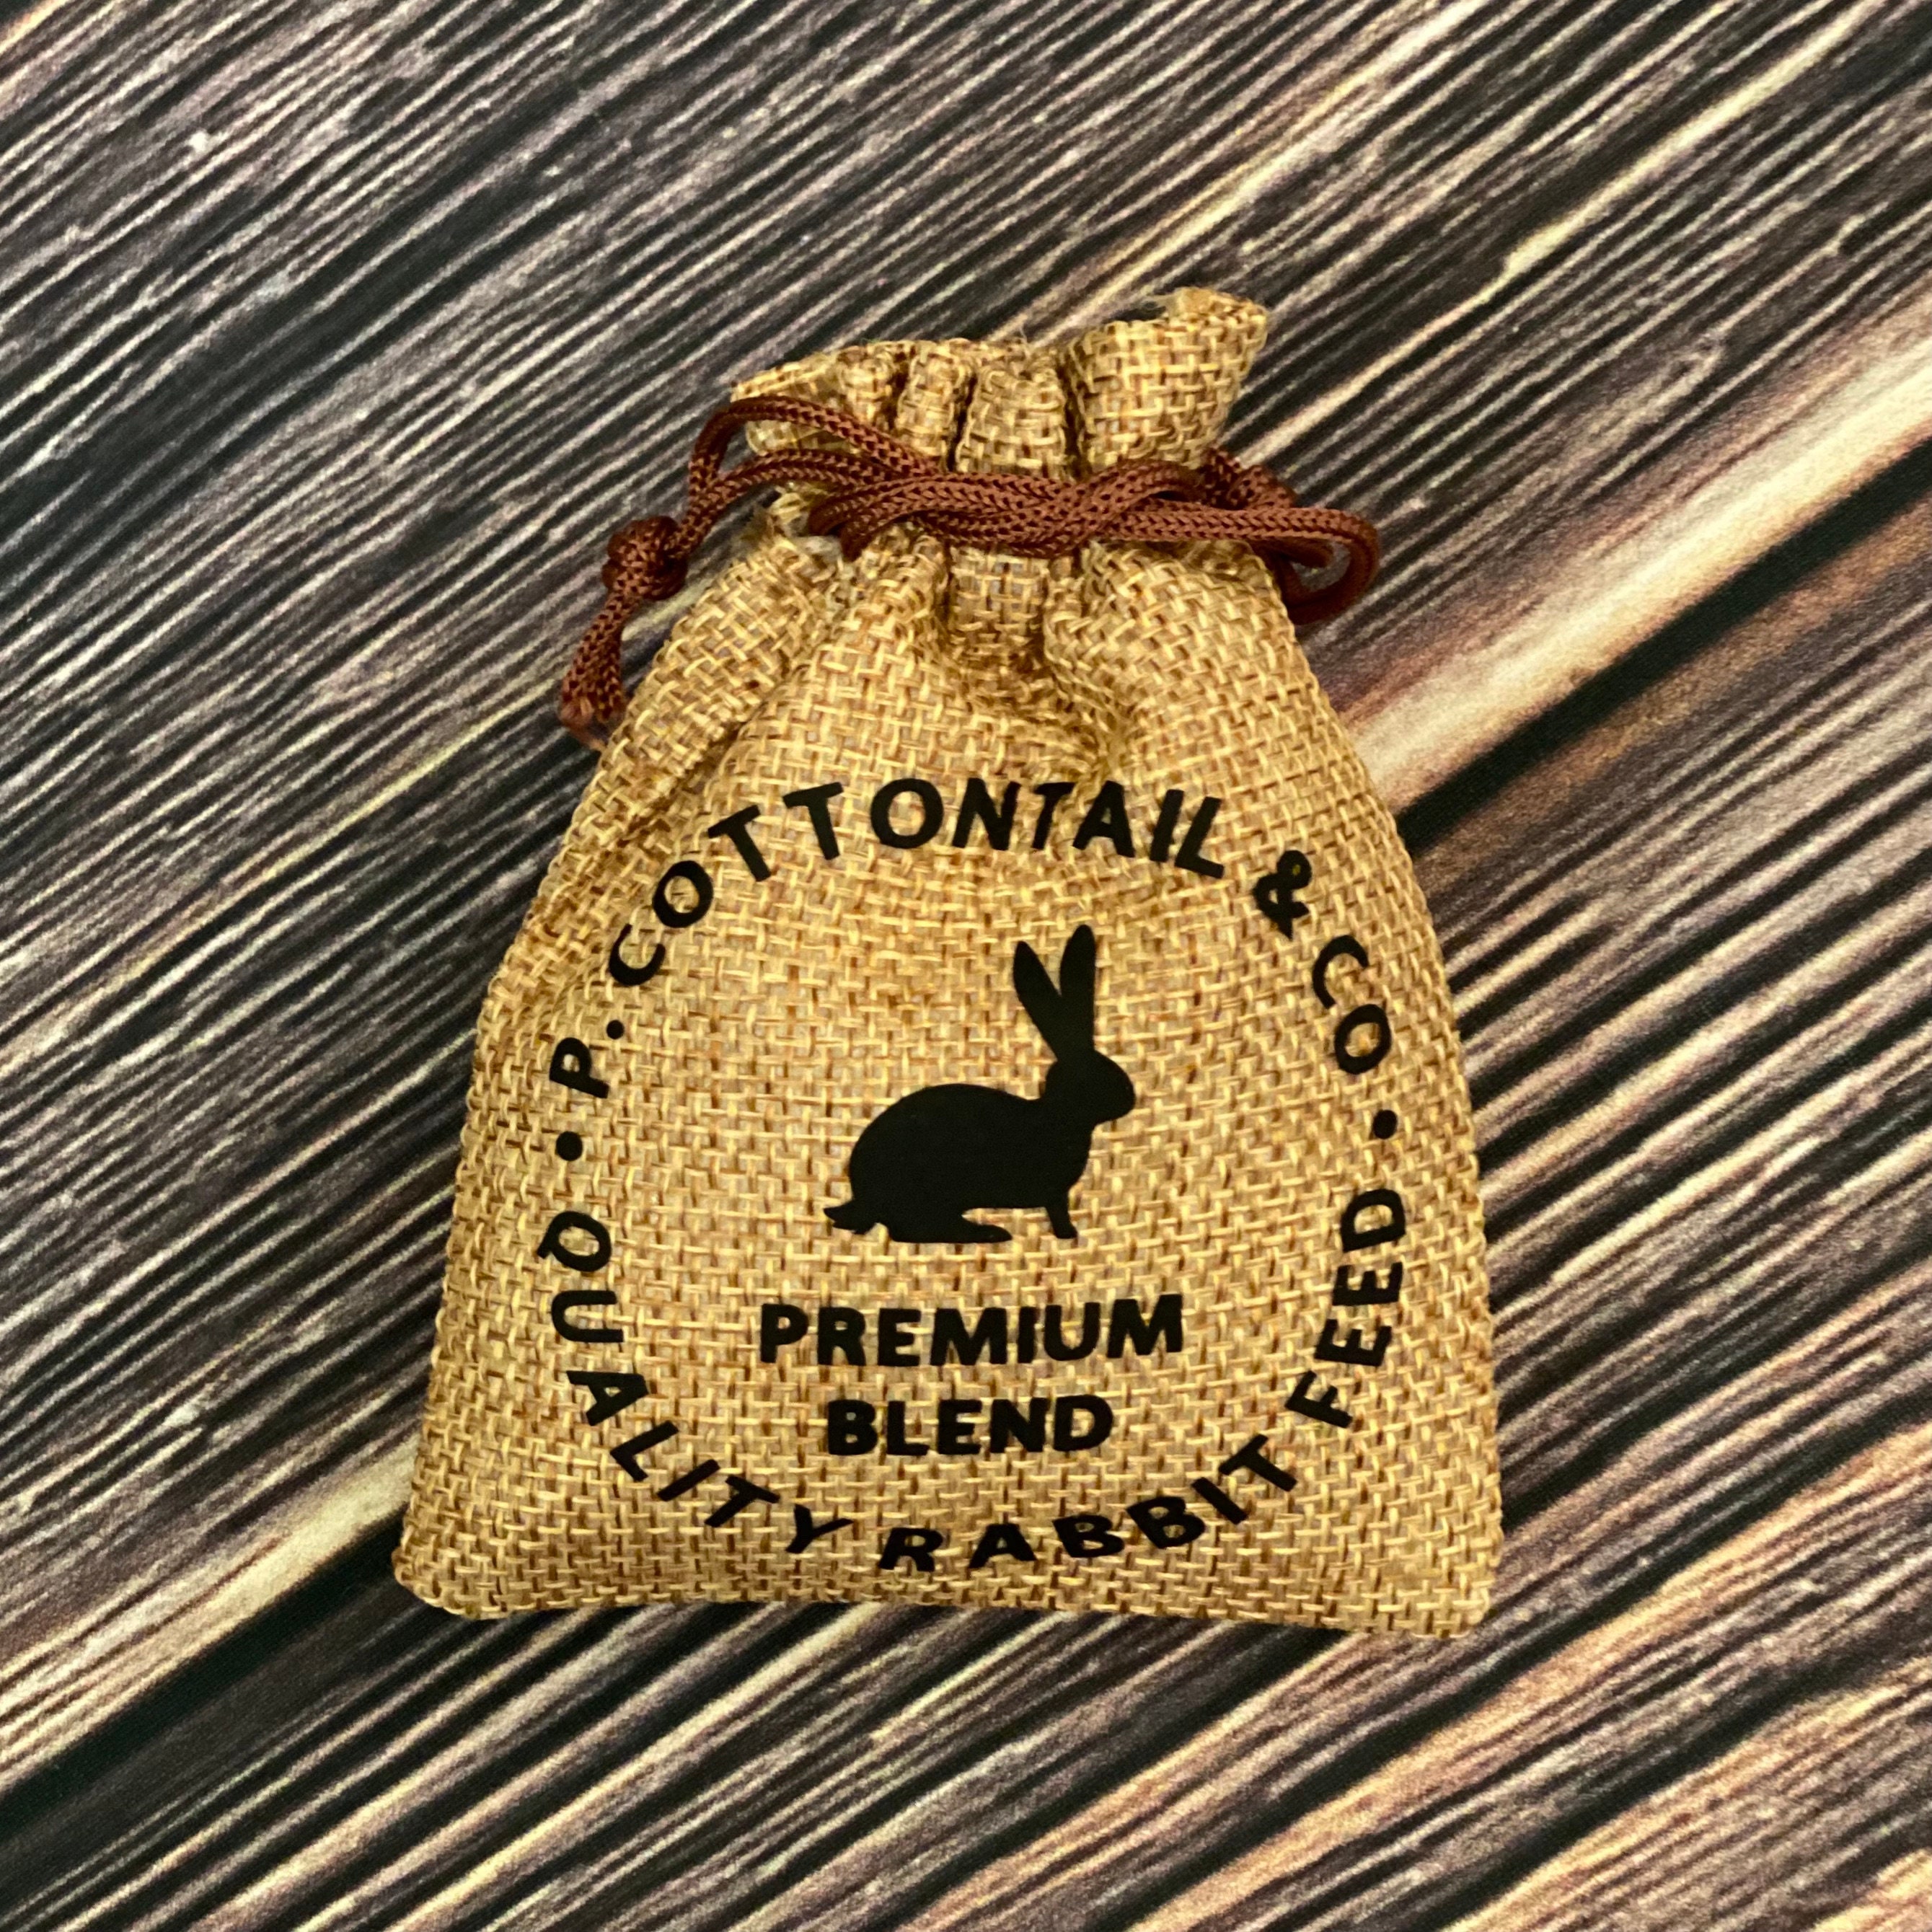 P. COTTONTAIL & CO
PREMIUM
BLEND
• QUALITY RABBIT FEED •